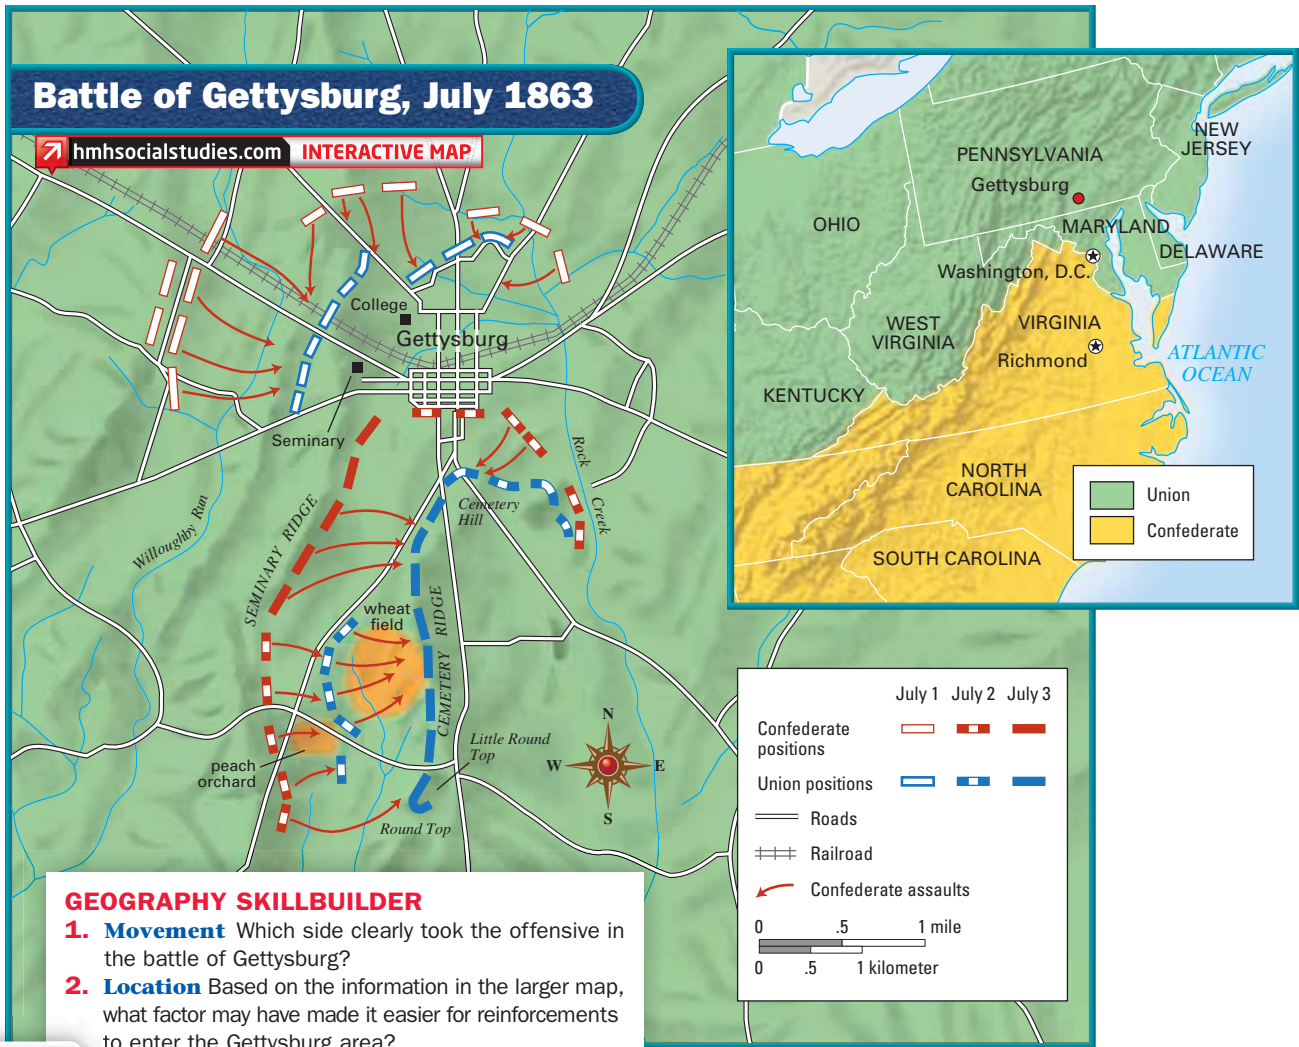 Battle of Gettysburg, July 1863
hmhsocialstudies.com INTERACTIVE MAP
College
Gettysburg
Seminary
Willoughby Run
SEMINARY RIDGE
Rock
Creek
Cemetery
Hill
wheat
field
CEMETERY RIDGE
peach
orchard
Little Round
Top
Round Top
N
W
E
S
PENNSYLVANIA
Gettysburg
NEW
JERSEY
OHIO
MARYLAND
DELAWARE
Washington, D.C.
WEST
VIRGINIA
VIRGINIA
Richmond
ATLANTIC
OCEAN
KENTUCKY
NORTH
CAROLINA
SOUTH CAROLINA
Union
Confederate
July 1 July 2 July 3
Confederate
positions
Union positions
Roads
Railroad
Confederate assaults
0 .5 1 mile
0 .5 1 kilometer
GEOGRAPHY SKILLBUILDER
1. Movement Which side clearly took the offensive in
the battle of Gettysburg?
2. Location Based on the information in the larger map,
what factor may have made it easier for reinforcements
to enter the Gettysburg area?